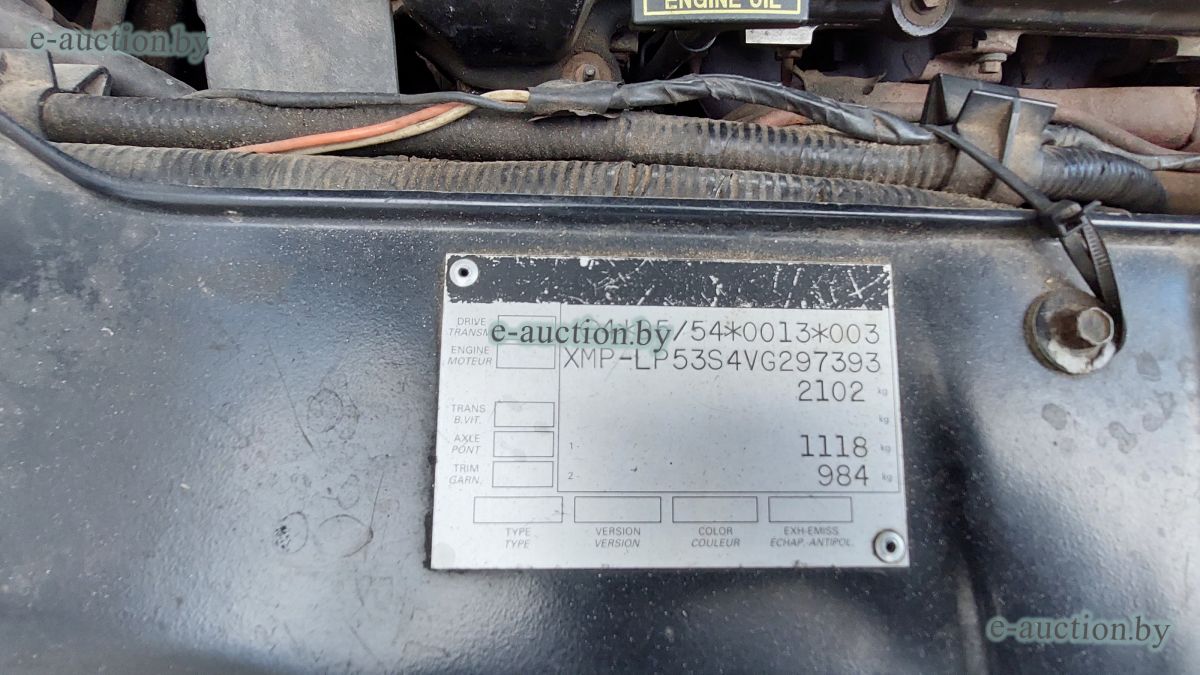 ENGINE OIL
e-auction.by
DRIVE
TRANSM
e-auction.by
/54*0013*003
ENGINE
MOTEUR
XMP-LP53S4VG297393
2102 kg
kg
TRANS
B.VIT.
AXLE
PONT
1- 1118 kg
TRIM
GARN.
2- 984 kg
TYPE VERSION COLOR EXH-EMISS
TYPE VERSION COULEUR ECHAP. ANTIPOL.
e-auction.by